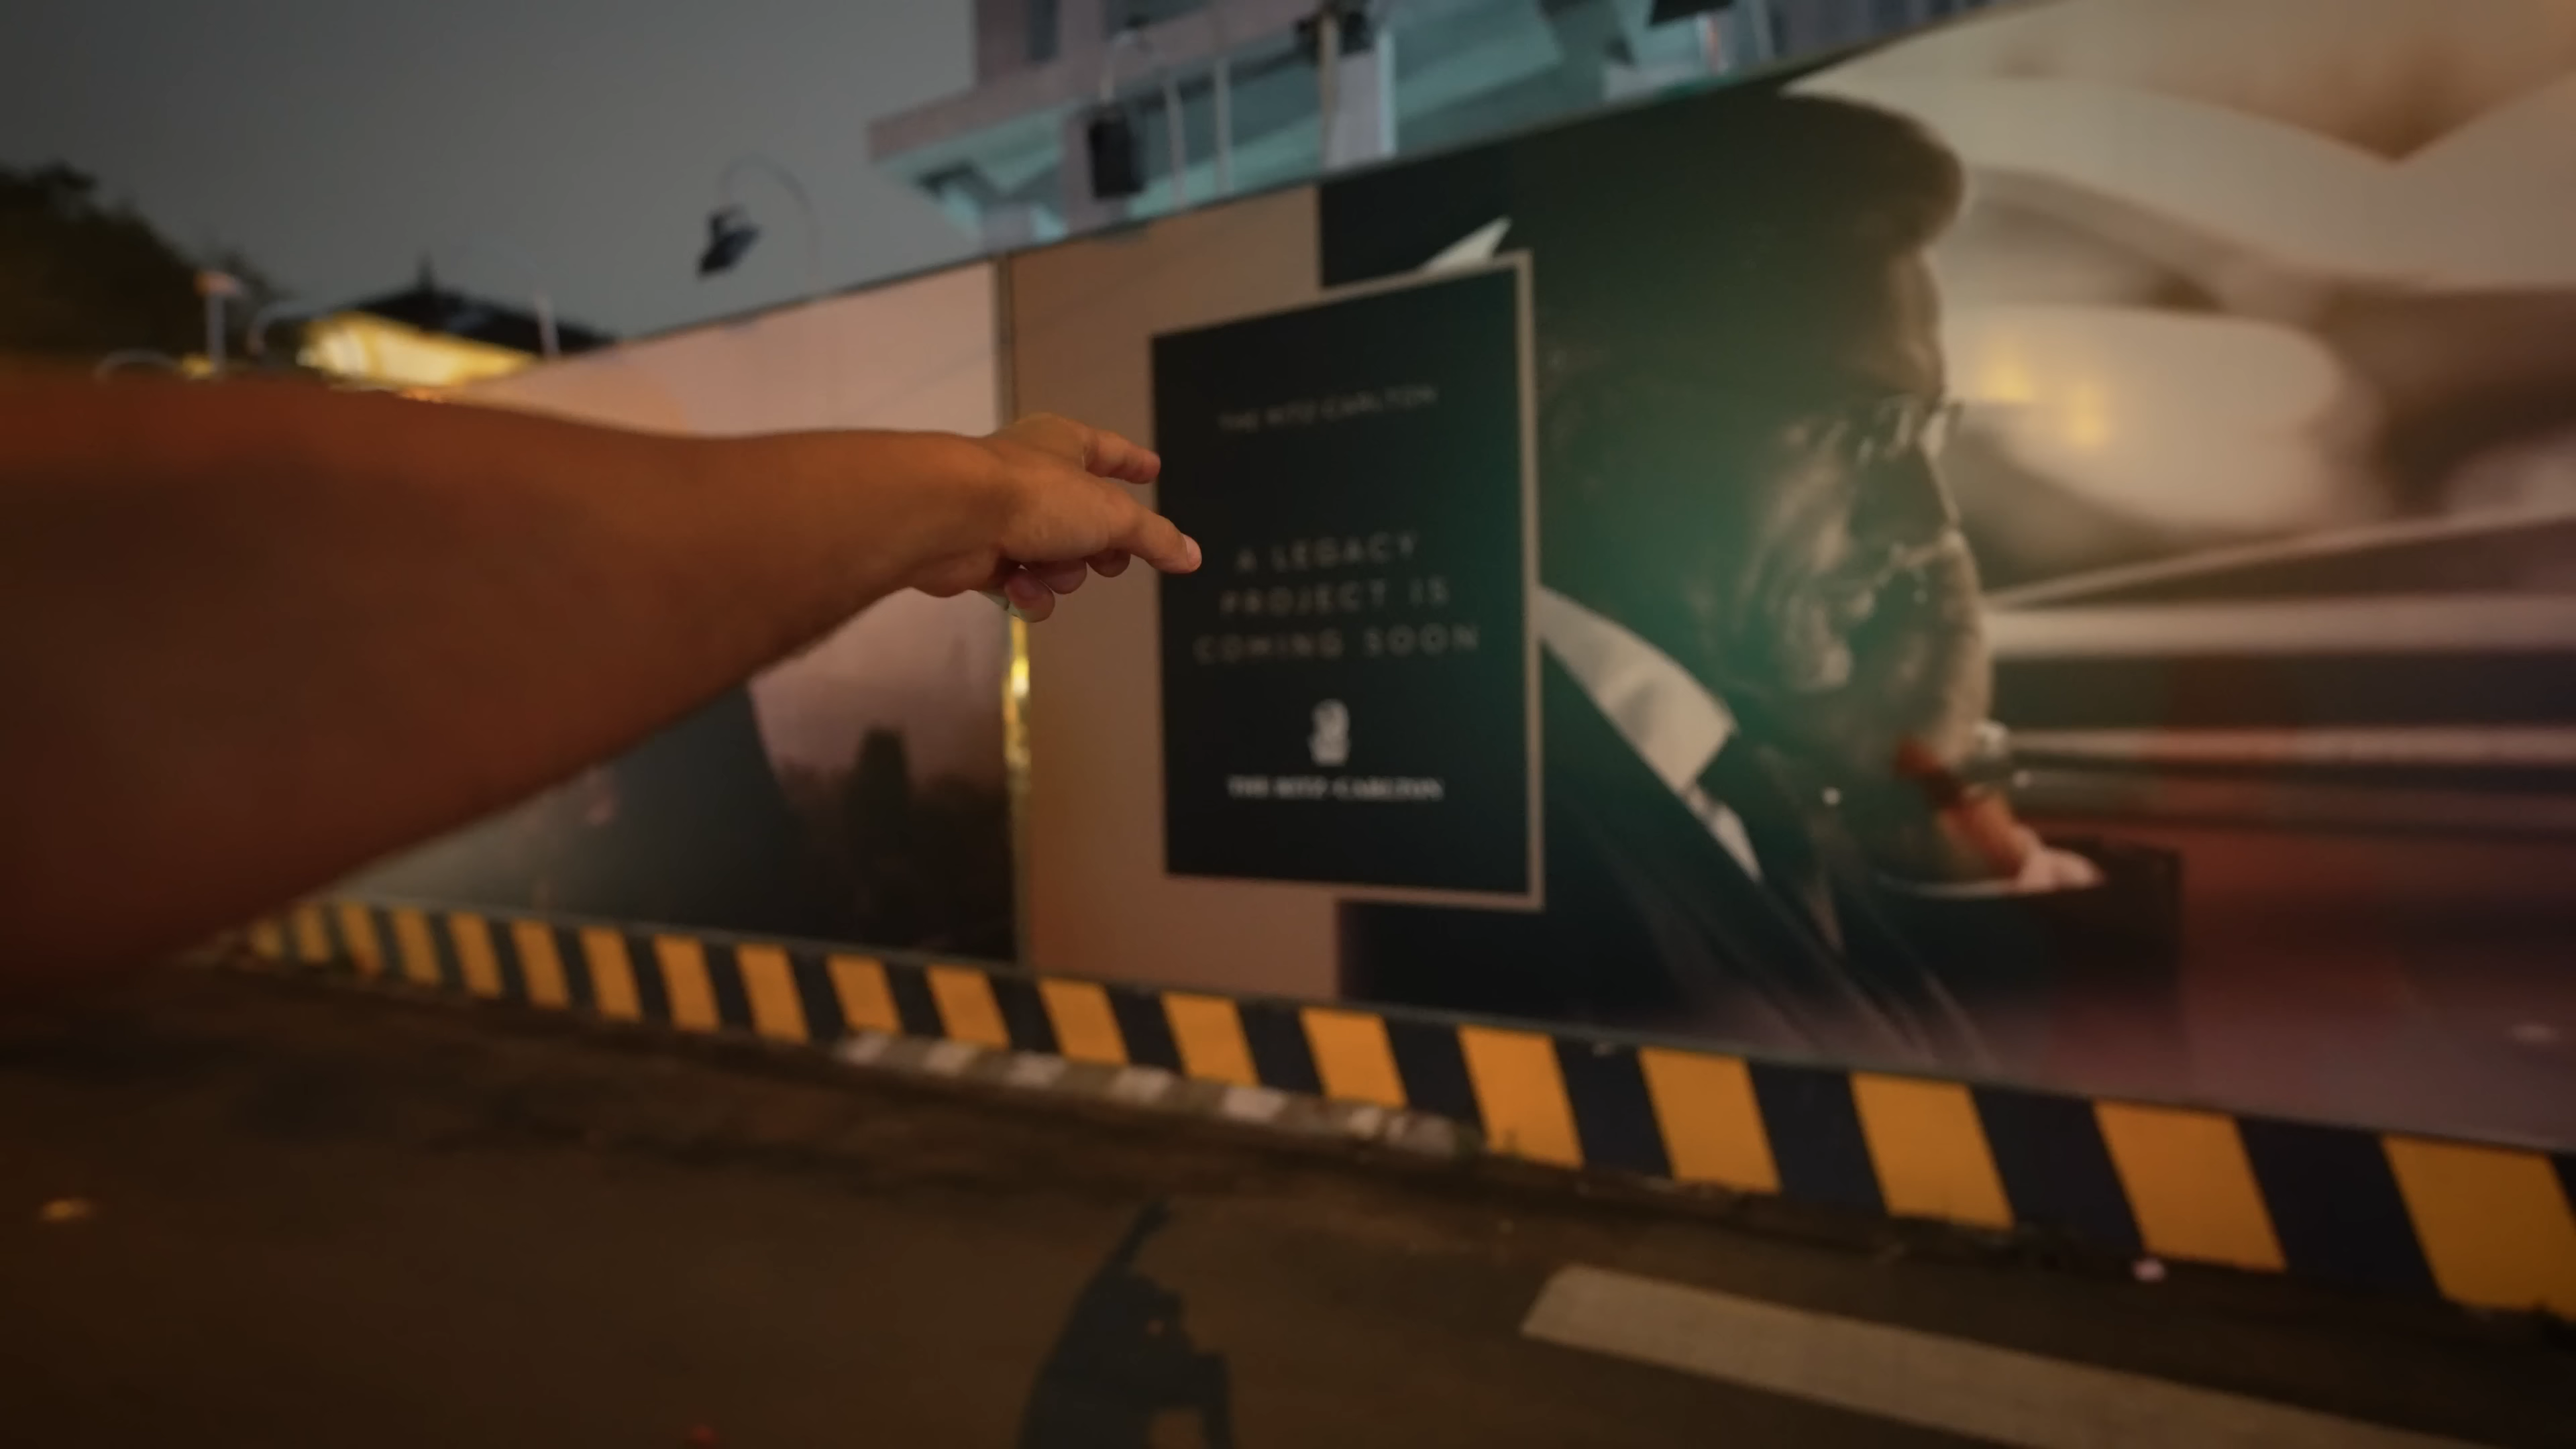 THE RITZ-CARLTON
A LEGACY
PROJECT IS
COMING SOON
THE RITZ-CARLTON